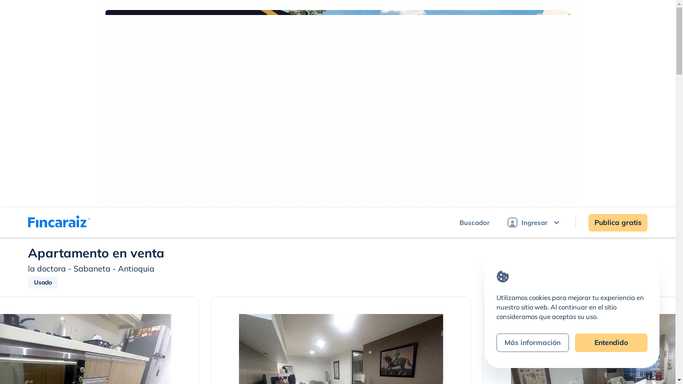 Fincaraiz
Buscador
Ingresar
Publica gratis
Apartamento en venta
la doctora - Sabaneta - Antioquia
Usado
Utilizamos cookies para mejorar tu experiencia en
nuestro sitio web. Al continuar en el sitio
consideramos que aceptas su uso.
Más información
Entendido